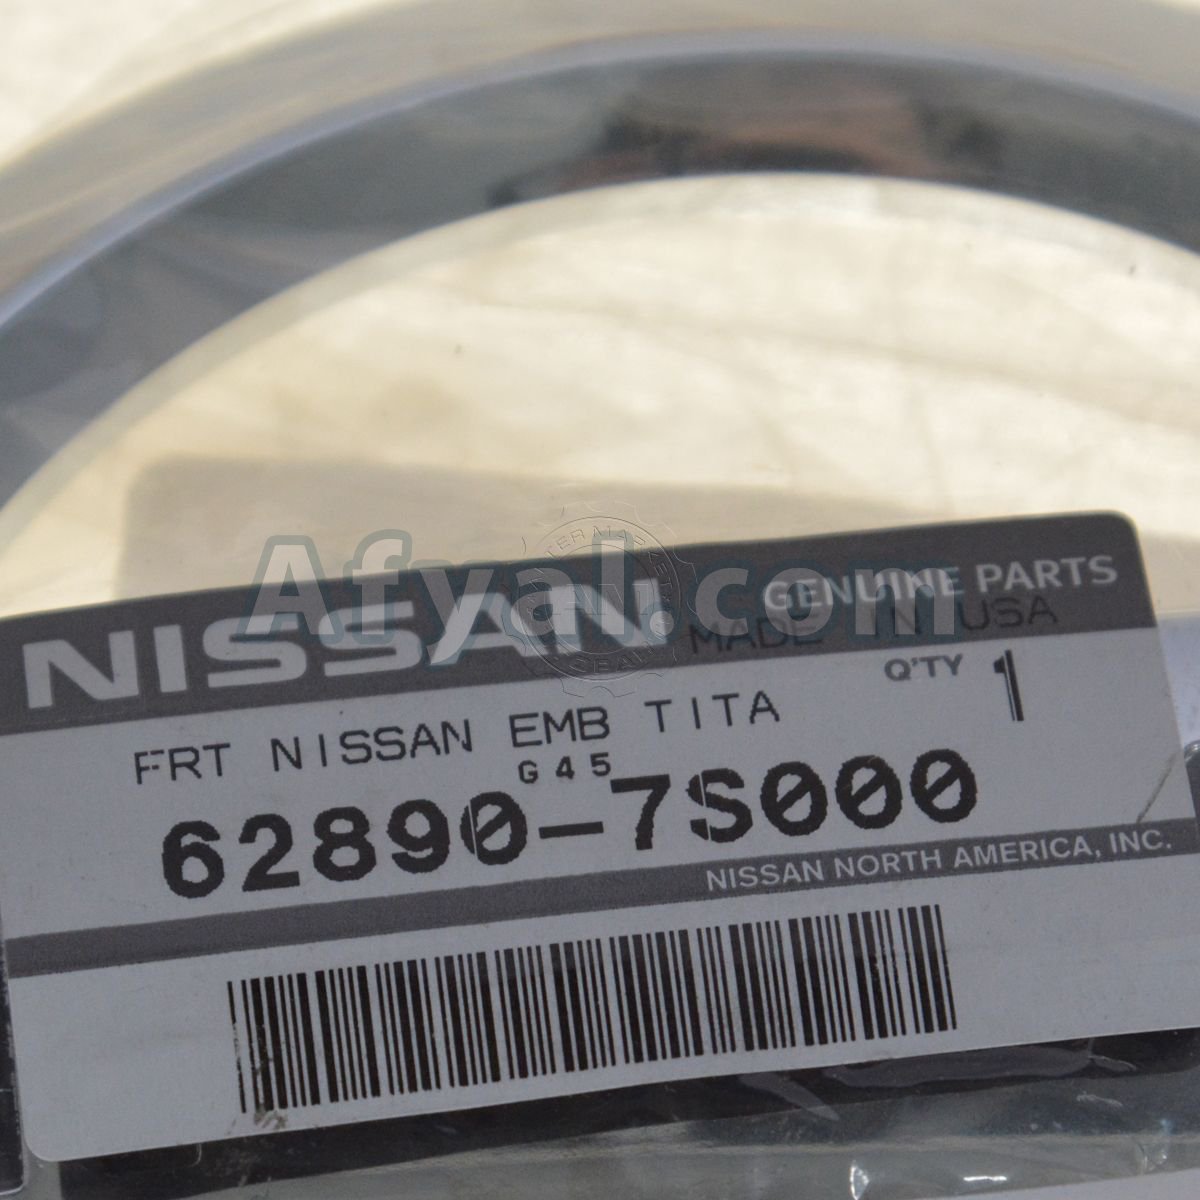 Afyal.com
NISSAN GENUINE PARTS
MADE IN USA
Q'TY 1
FRT NISSAN EMB TITA
G45
62890-7S000
NISSAN NORTH AMERICA, INC.